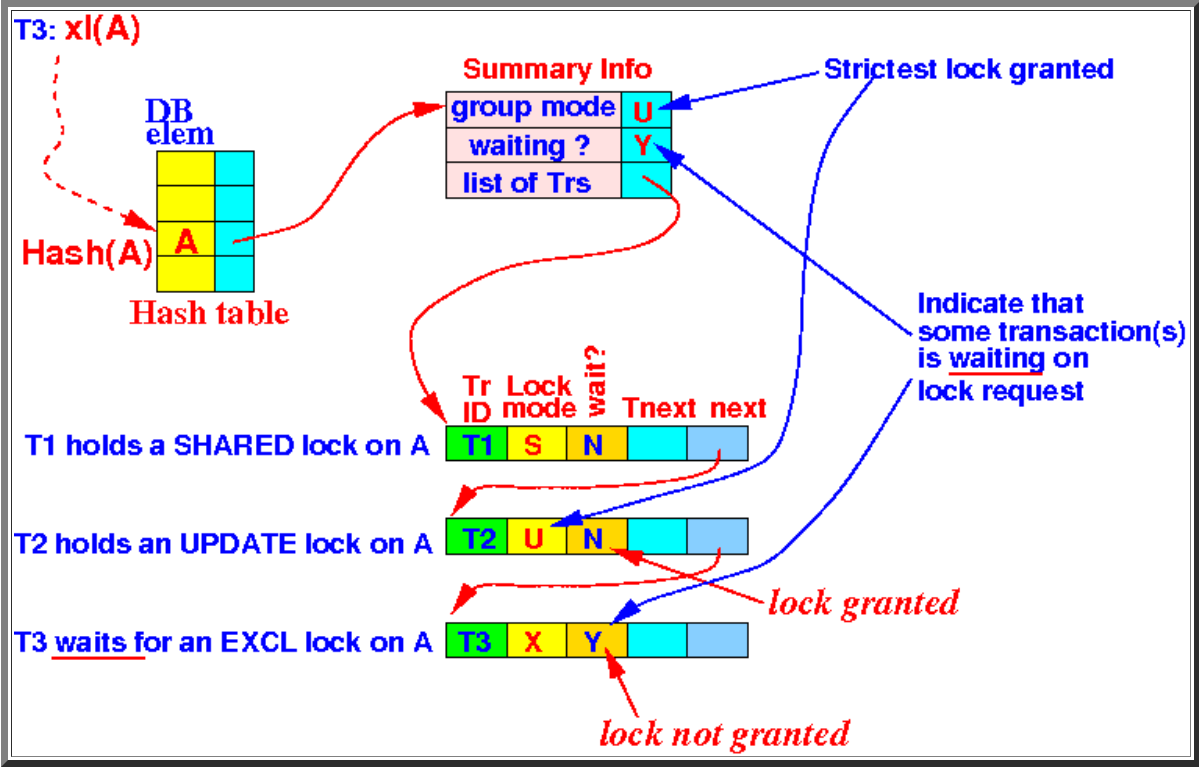 T3: xl(A)
DB
elem
A
Hash(A)
Hash table
Summary Info
group mode U
waiting ? Y
list of Trs
Strictest lock granted
Indicate that
some transaction(s)
is waiting on
lock request
Tr
ID
Lock
mode
wait?
Tnext next
T1 holds a SHARED lock on A T1 S N
T2 holds an UPDATE lock on A T2 U N
lock granted
T3 waits for an EXCL lock on A T3 X Y
lock not granted